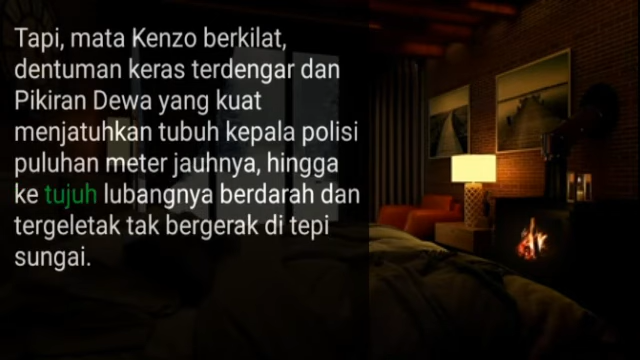 Tapi, mata Kenzo berkilat,
dentuman keras terdengar dan
Pikiran Dewa yang kuat
menjatuhkan tubuh kepala polisi
puluhan meter jauhnya, hingga
ke tujuh lubangnya berdarah dan
tergeletak tak bergerak di tepi
sungai.